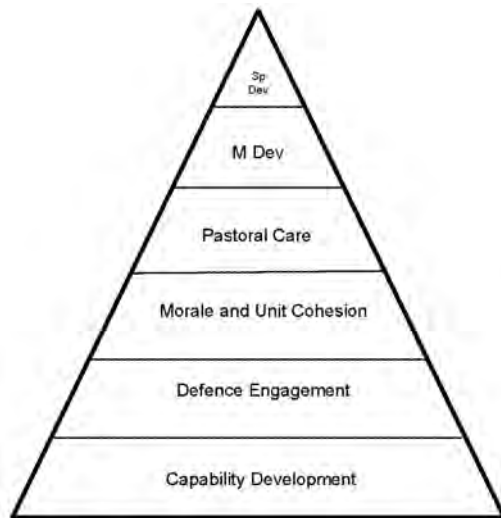 Sp
Dev
M Dev
Pastoral Care
Morale and Unit Cohesion
Defence Engagement
Capability Development